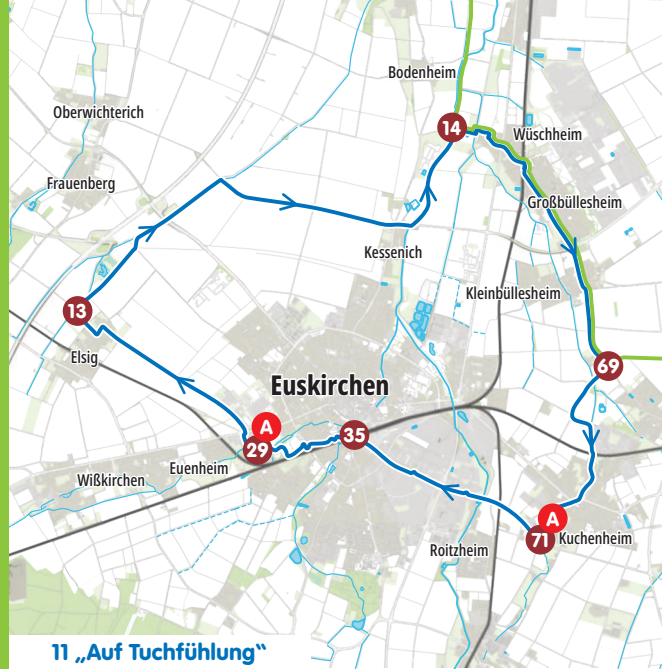 Bodenheim
Oberwichterich
14
Wüschheim
Frauenberg
Großbüllesheim
Kessenich
Kleinbüllesheim
13
Elsig
69
Euskirchen
A
35
29
Euenheim
Wißkirchen
A
71
Kuchenheim
Roitzheim
11 „Auf Tuchfühlung“